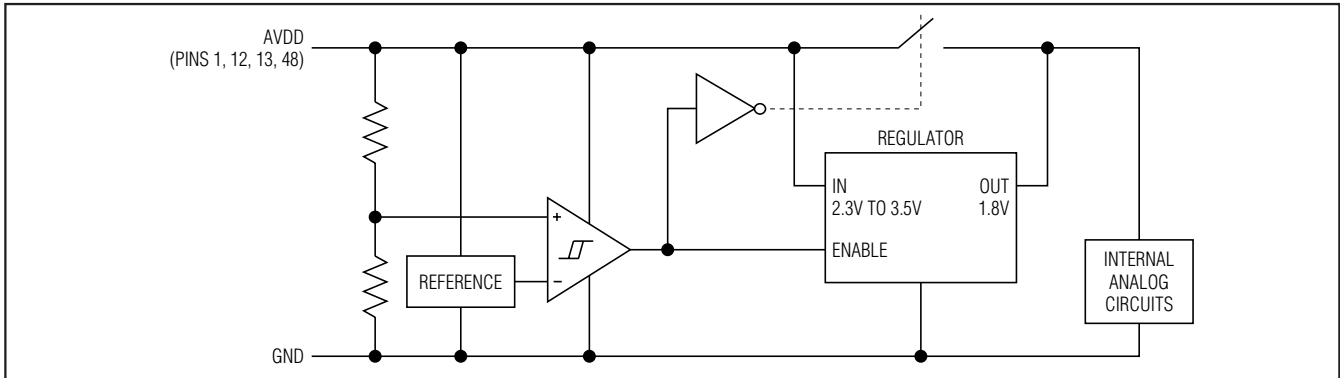 AVDD
(PINS 1, 12, 13, 48)
REGULATOR
IN
2.3V TO 3.5V
OUT
1.8V
+
ENABLE
REFERENCE
–
INTERNAL
ANALOG
CIRCUITS
GND